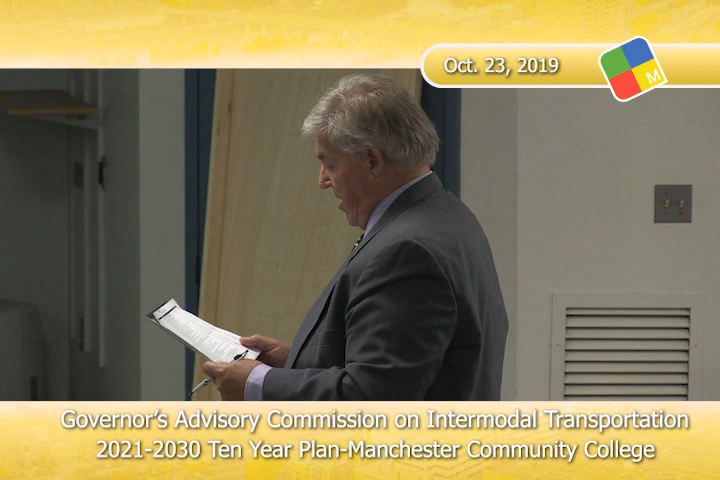 Oct. 23, 2019
M
Governor's Advisory Commission on Intermodal Transportation
2021-2030 Ten Year Plan-Manchester Community College